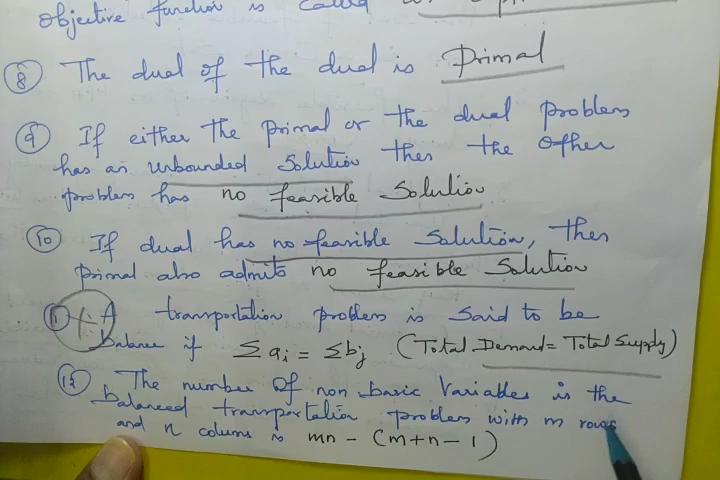 objective function is called
8 The dual of the dual is Primal
9 If either the primal or the dual problem
has an unbounded Solution then the other
problem has no feasible Solution
10 If dual has no feasible Solution, then
primal also admits no feasible Solution
11 A transportation problem is said to be
balance if Σai = Σbj (Total Demand = Total Supply)
12 The number of non basic Variables is the
balanced transportation problem with m rows
and n colums is mn - (m+n-1)